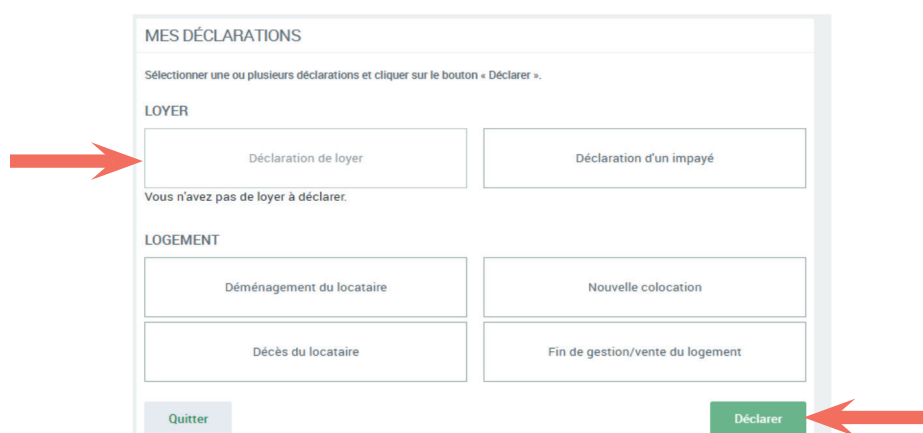 MES DÉCLARATIONS
Sélectionner une ou plusieurs déclarations et cliquer sur le bouton « Déclarer ».
LOYER
Déclaration de loyer
Déclaration d'un impayé
Vous n'avez pas de loyer à déclarer.
LOGEMENT
Déménagement du locataire
Nouvelle colocation
Décès du locataire
Fin de gestion/vente du logement
Quitter
Déclarer